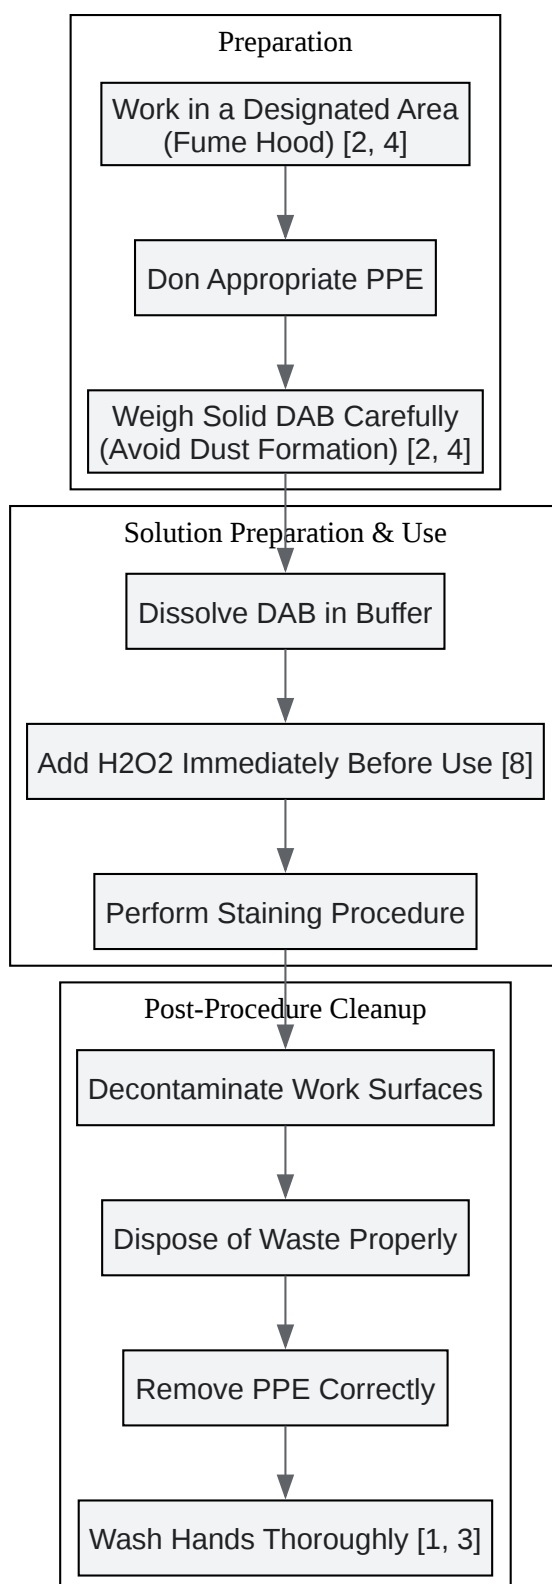 Preparation
Work in a Designated Area
(Fume Hood) [2, 4]
Don Appropriate PPE
Weigh Solid DAB Carefully
(Avoid Dust Formation) [2, 4]
Solution Preparation & Use
Dissolve DAB in Buffer
Add H2O2 Immediately Before Use [8]
Perform Staining Procedure
Post-Procedure Cleanup
Decontaminate Work Surfaces
Dispose of Waste Properly
Remove PPE Correctly
Wash Hands Thoroughly [1, 3]